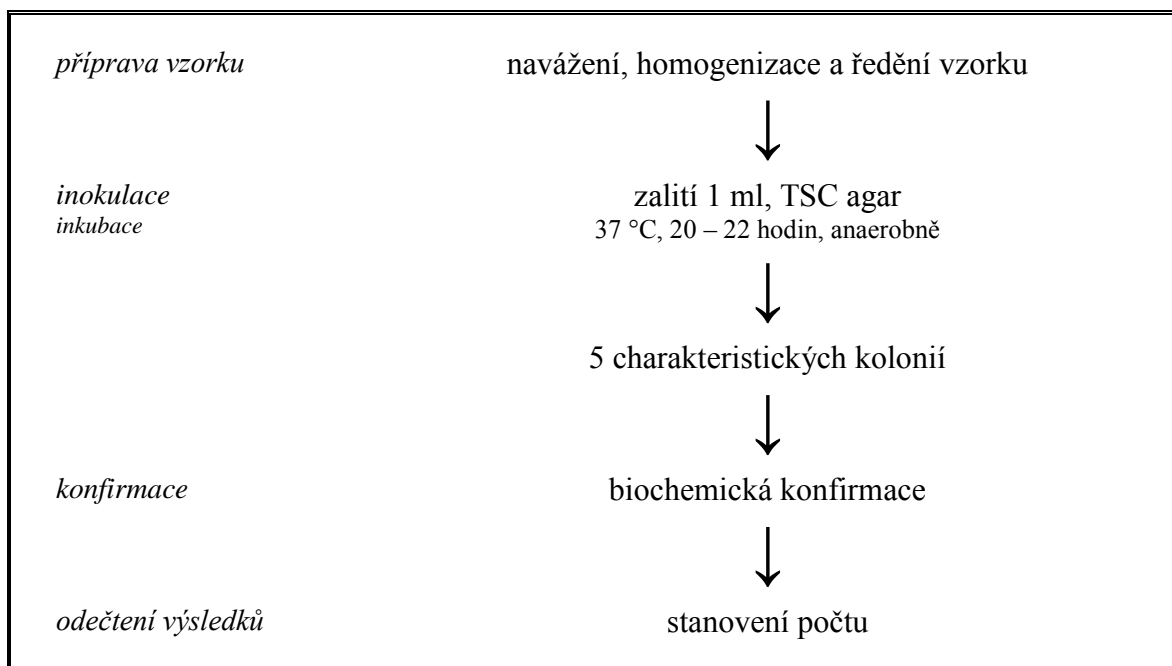 příprava vzorku navážení, homogenizace a ředění vzorku
inokulace zalití 1 ml, TSC agar
inkubace 37 °C, 20 – 22 hodin, anaerobně
5 charakteristických kolonií
konfirmace biochemická konfirmace
odečtení výsledků stanovení počtu